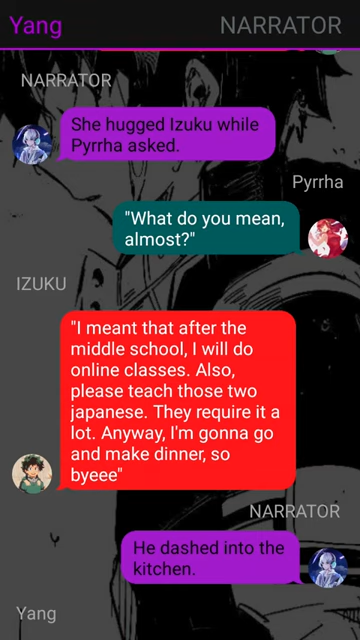 Yang NARRATOR
NARRATOR
She hugged Izuku while
Pyrrha asked.
Pyrrha
"What do you mean,
almost?"
IZUKU
"I meant that after the
middle school, I will do
online classes. Also,
please teach those two
japanese. They require it a
lot. Anyway, I'm gonna go
and make dinner, so
byeee"
NARRATOR
He dashed into the
kitchen.
Yang